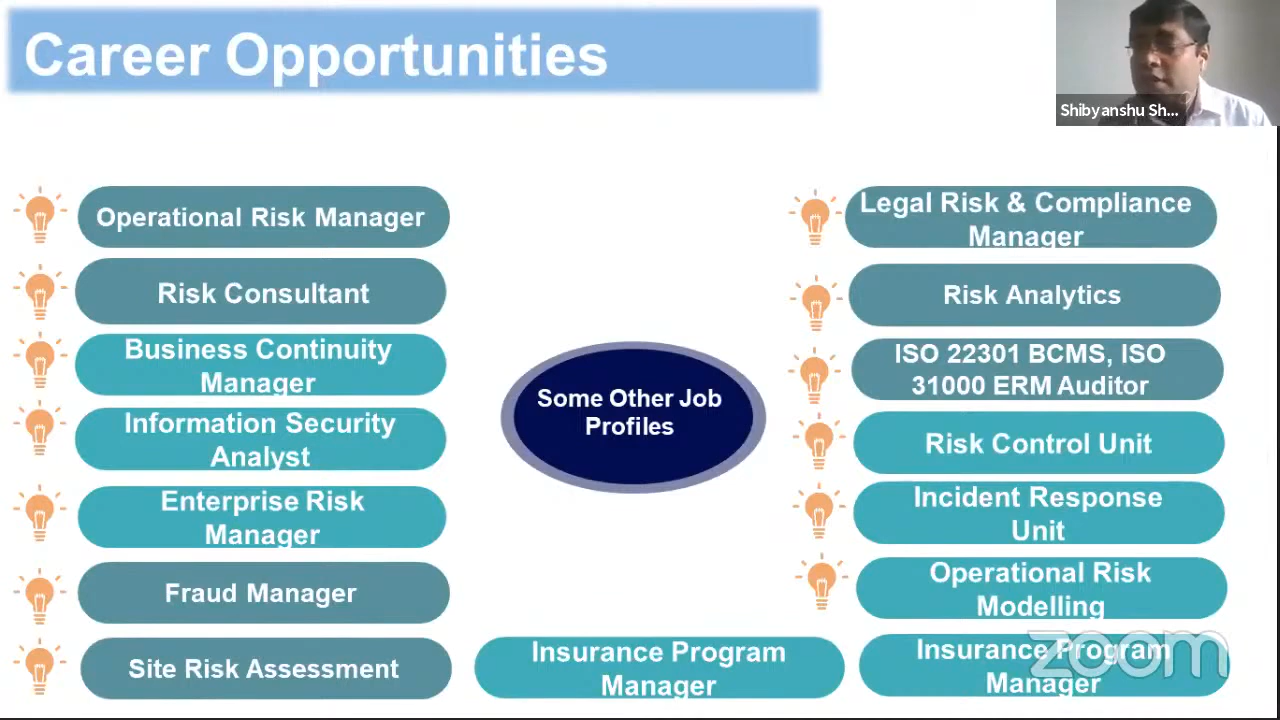 Career Opportunities
Shibyanshu Sh...
Operational Risk Manager
Risk Consultant
Business Continuity
Manager
Information Security
Analyst
Enterprise Risk
Manager
Fraud Manager
Site Risk Assessment
Some Other Job
Profiles
Insurance Program
Manager
Legal Risk & Compliance
Manager
Risk Analytics
ISO 22301 BCMS, ISO
31000 ERM Auditor
Risk Control Unit
Incident Response
Unit
Operational Risk
Modelling
Insurance Program
Manager
zoom